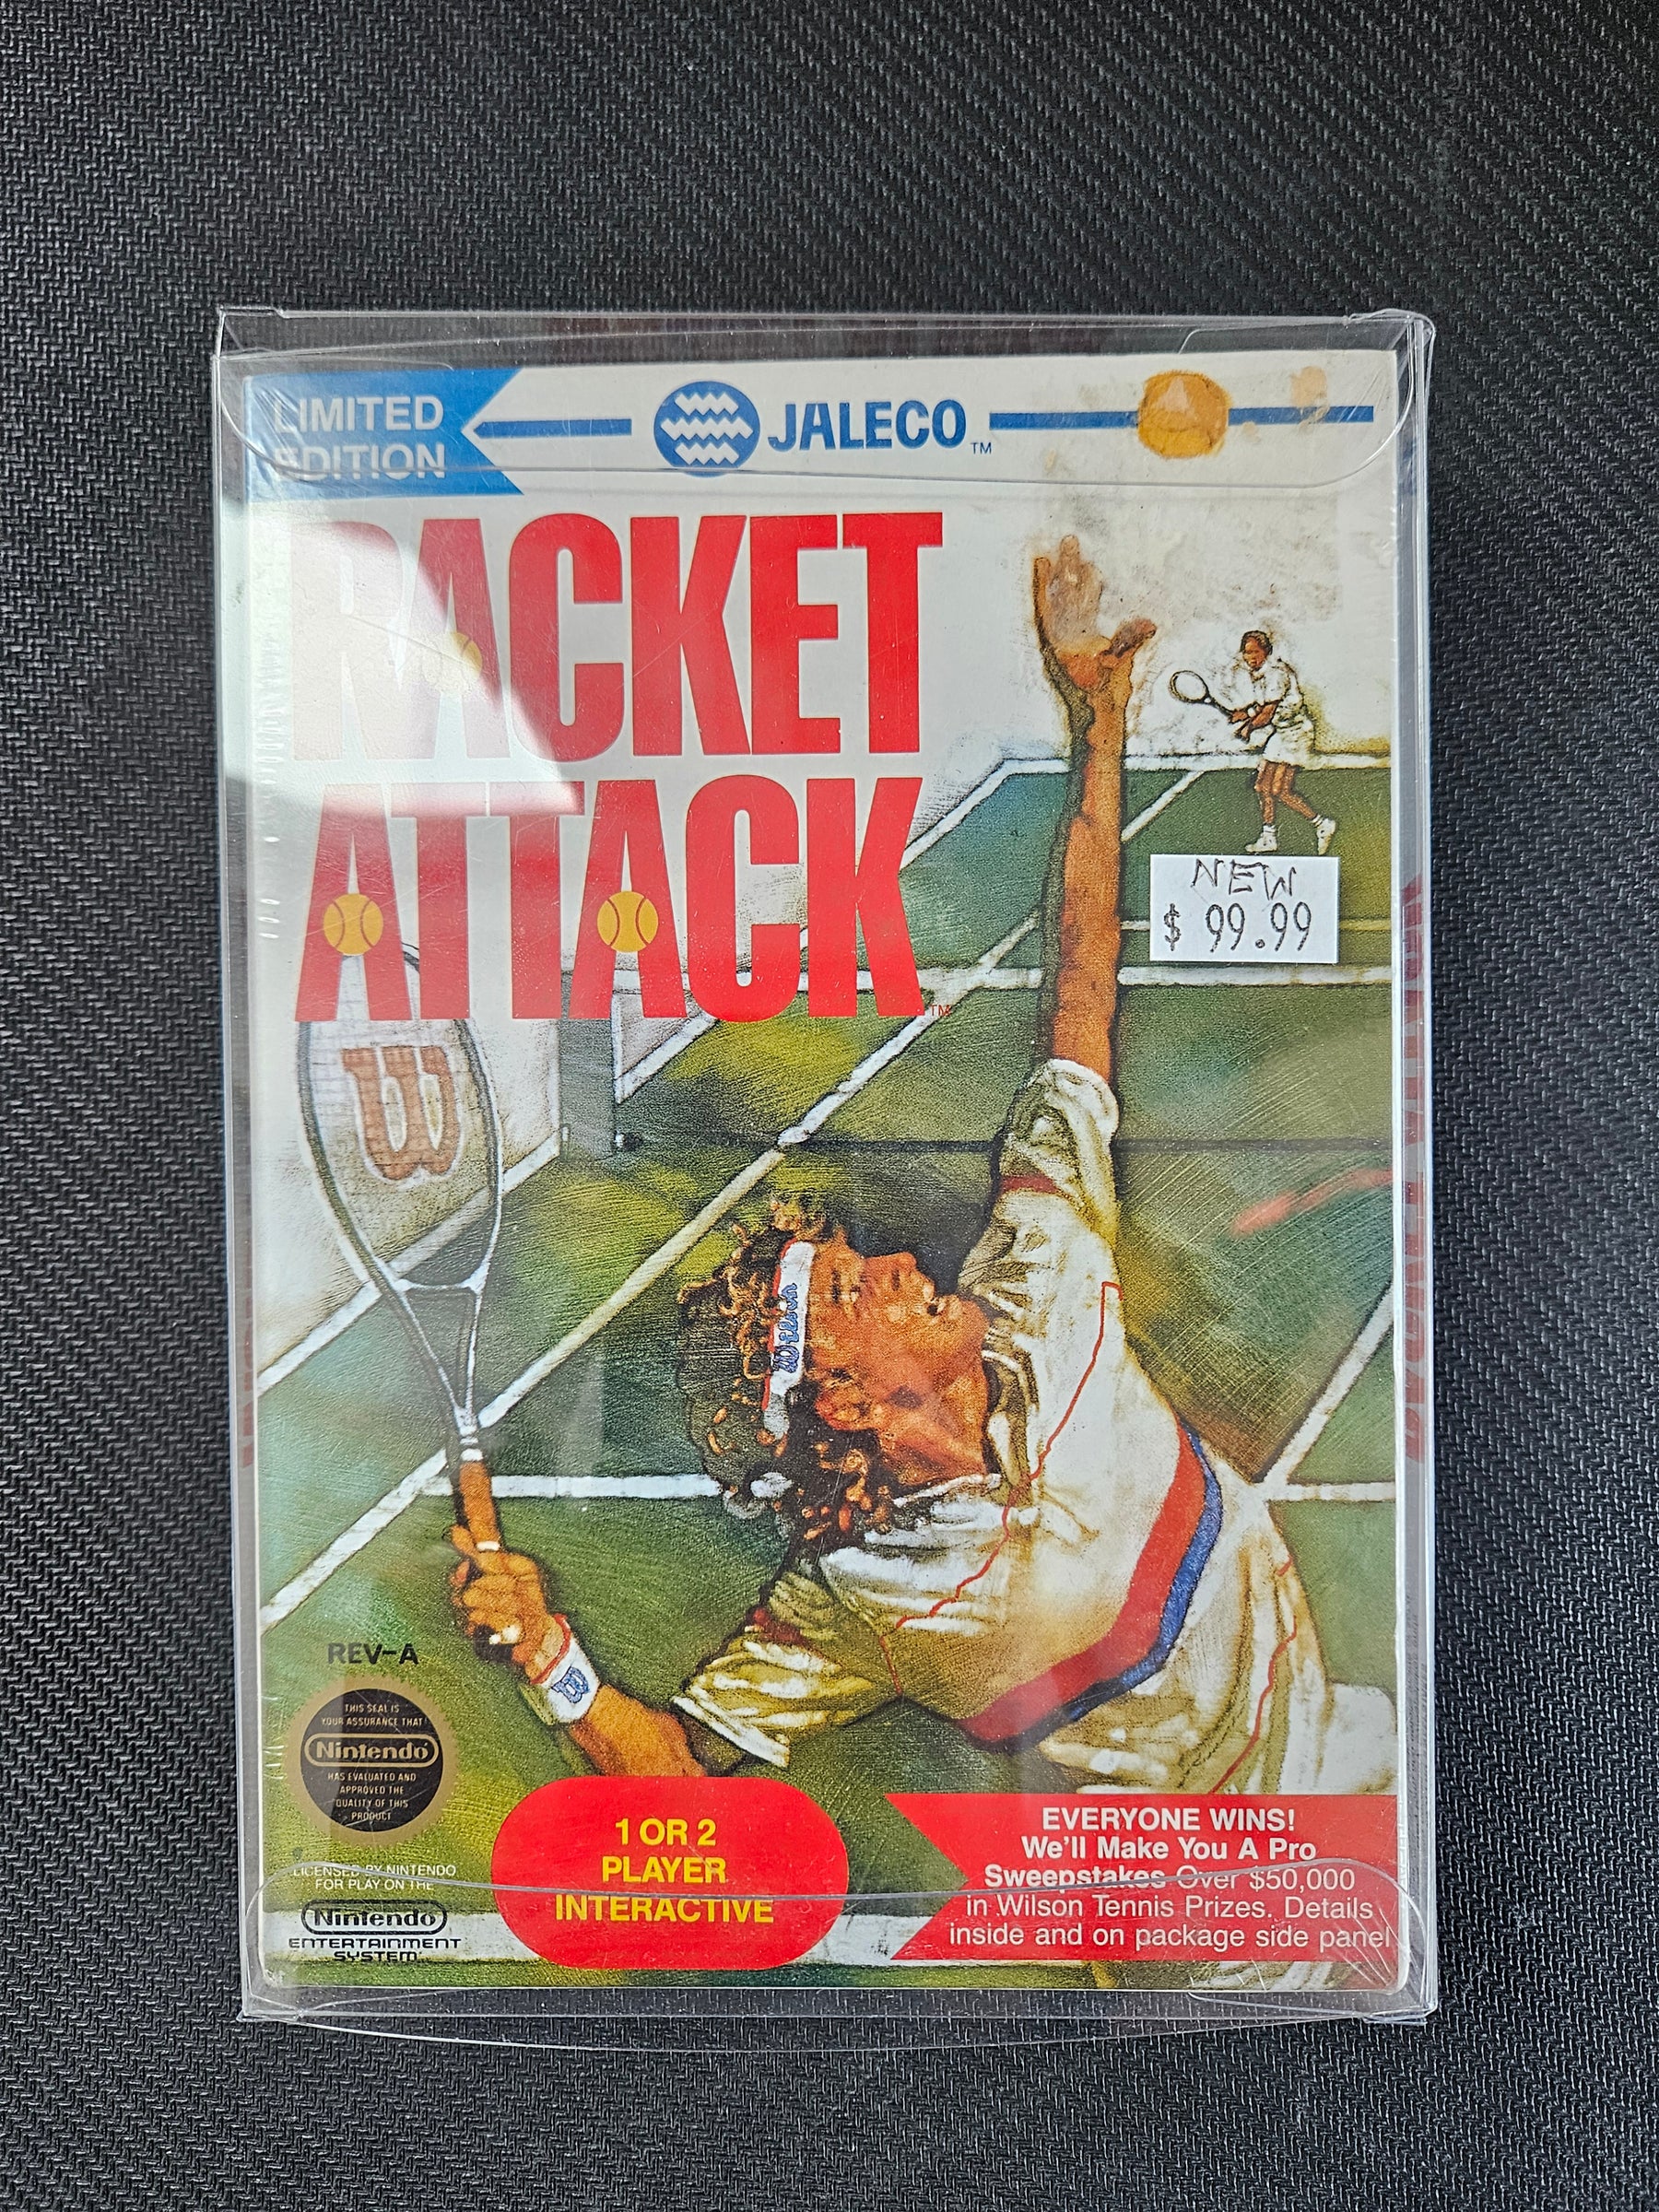 LIMITED
EDITION
JALECO TM
RACKET
ATTACK TM
NEW
$ 99.99
W
Wilson
W
REV-A
THIS SEAL IS
YOUR ASSURANCE THAT
Nintendo
HAS EVALUATED AND
APPROVED THE
QUALITY OF THIS
PRODUCT
LICENSED BY NINTENDO
FOR PLAY ON THE
Nintendo
ENTERTAINMENT
SYSTEM
1 OR 2
PLAYER
INTERACTIVE
EVERYONE WINS!
We'll Make You A Pro
Sweepstakes Over $50,000
in Wilson Tennis Prizes. Details
inside and on package side panel